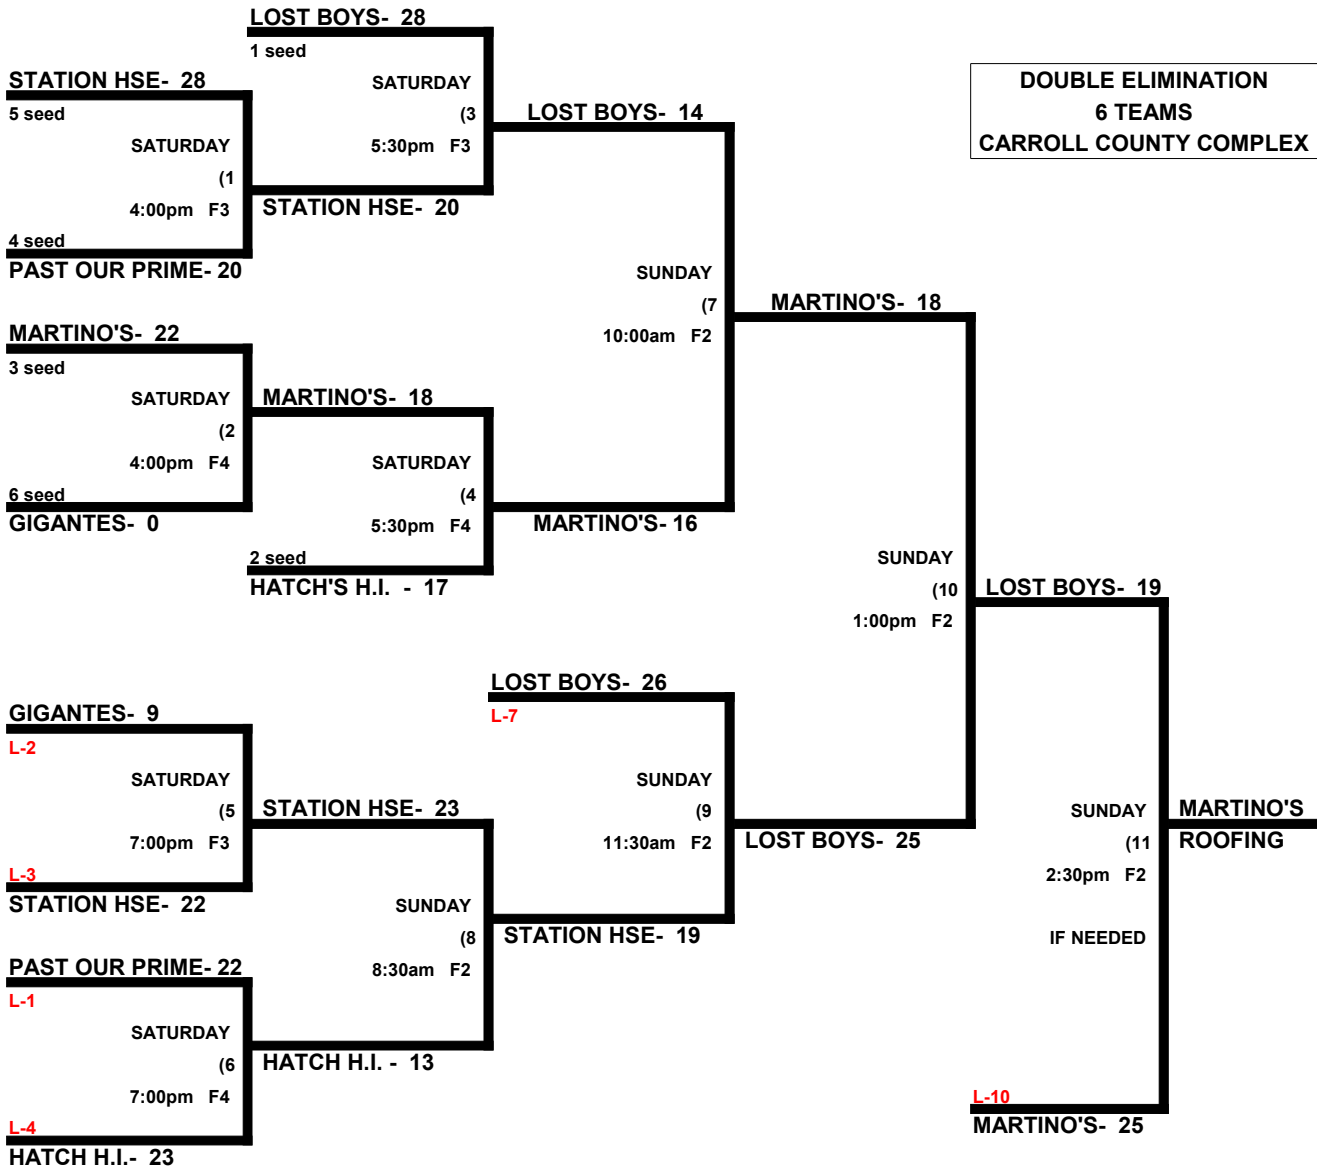 LOST BOYS- 28
1 seed
STATION HSE- 28
5 seed
SATURDAY
(3
5:30pm F3
DOUBLE ELIMINATION
6 TEAMS
CARROLL COUNTY COMPLEX
LOST BOYS- 14
SATURDAY
(1
4:00pm F3
STATION HSE- 20
4 seed
PAST OUR PRIME- 20
SUNDAY
(7
10:00am F2
MARTINO'S- 18
MARTINO'S- 22
3 seed
SATURDAY
(2
4:00pm F4
MARTINO'S- 18
6 seed
GIGANTES- 0
SATURDAY
(4
5:30pm F4
MARTINO'S- 16
2 seed
HATCH'S H.I. - 17
SUNDAY
(10
1:00pm F2
LOST BOYS- 19
LOST BOYS- 26
L-7
GIGANTES- 9
L-2
SATURDAY
(5
7:00pm F3
STATION HSE- 23
L-3
STATION HSE- 22
SUNDAY
(9
11:30am F2
LOST BOYS- 25
SUNDAY
(11
2:30pm F2
IF NEEDED
MARTINO'S
ROOFING
SUNDAY
(8
8:30am F2
STATION HSE- 19
PAST OUR PRIME- 22
L-1
SATURDAY
(6
7:00pm F4
HATCH H.I. - 13
L-4
HATCH H.I.- 23
L-10
MARTINO'S- 25